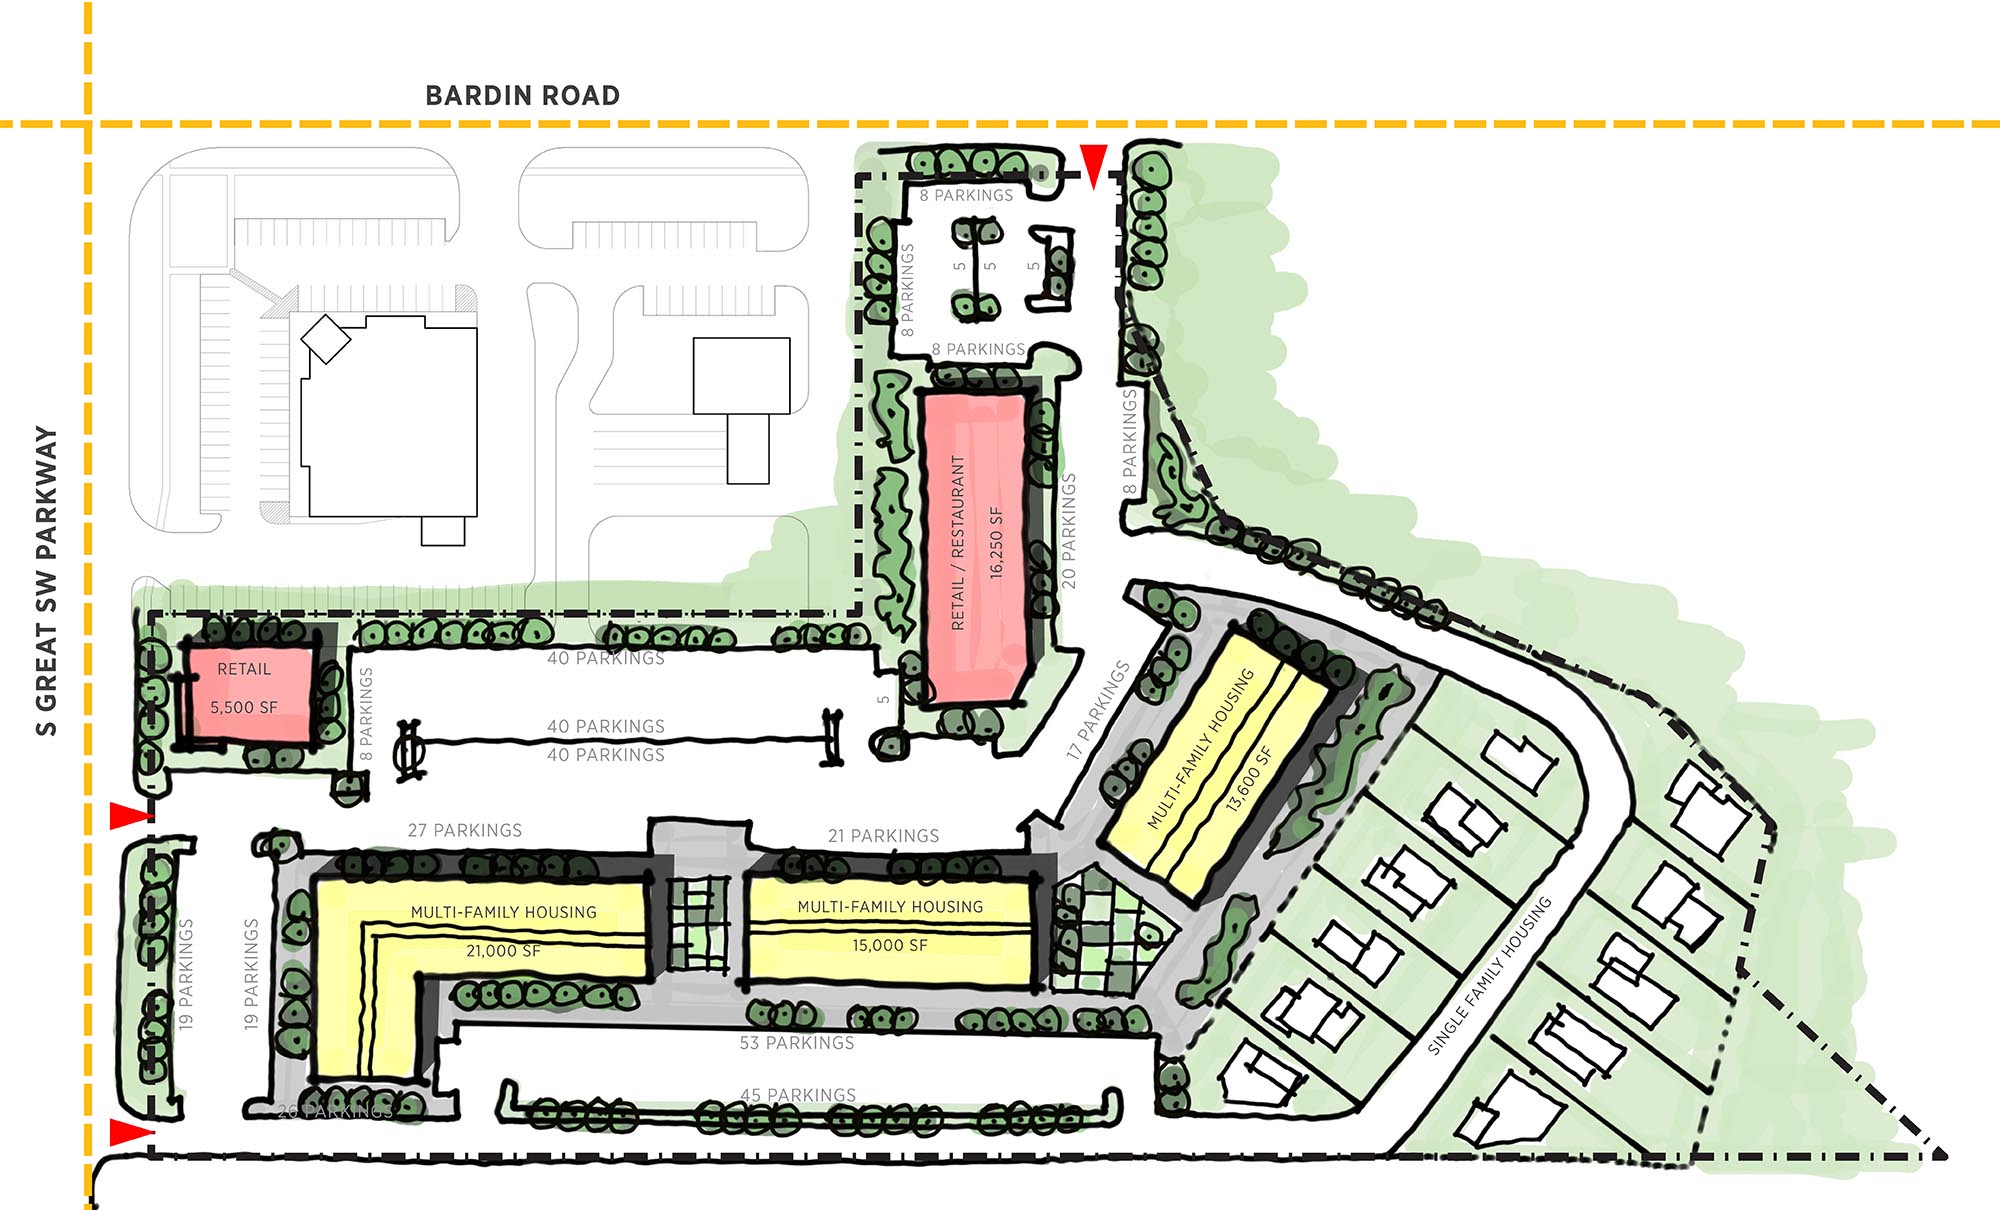 BARDIN ROAD
S GREAT SW PARKWAY
8 PARKINGS
8 PARKINGS
5
5
5
8 PARKINGS
8 PARKINGS
RETAIL / RESTAURANT
16,250 SF
20 PARKINGS
RETAIL
5,500 SF
8 PARKINGS
40 PARKINGS
40 PARKINGS
40 PARKINGS
5
17 PARKINGS
MULTI-FAMILY HOUSING
13,600 SF
27 PARKINGS
21 PARKINGS
MULTI-FAMILY HOUSING
21,000 SF
MULTI-FAMILY HOUSING
15,000 SF
19 PARKINGS
19 PARKINGS
SINGLE FAMILY HOUSING
53 PARKINGS
45 PARKINGS
26 PARKINGS